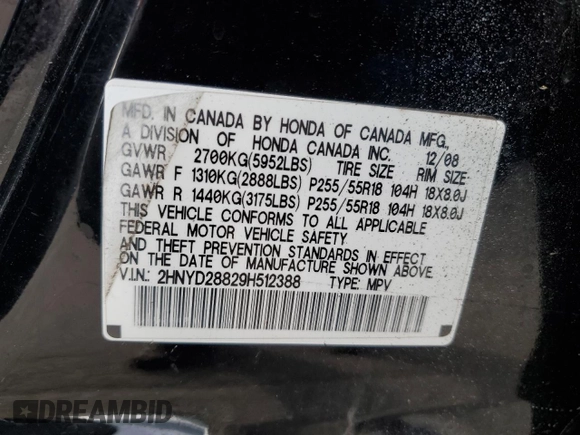 MFD. IN CANADA BY HONDA OF CANADA MFG.,
A DIVISION OF HONDA CANADA INC. 12/08
GVWR 2700KG(5952LBS) TIRE SIZE RIM SIZE
GAWR F 1310KG(2888LBS) P255/55R18 104H 18X8.0J
GAWR R 1440KG(3175LBS) P255/55R18 104H 18X8.0J
THIS VEHICLE CONFORMS TO ALL APPLICABLE
FEDERAL MOTOR VEHICLE SAFETY
AND THEFT PREVENTION STANDARDS IN EFFECT
ON THE DATE OF MANUFACTURE SHOWN ABOVE.
V.I.N.: 2HNYD28829H512388 TYPE: MPV
DREAMBID